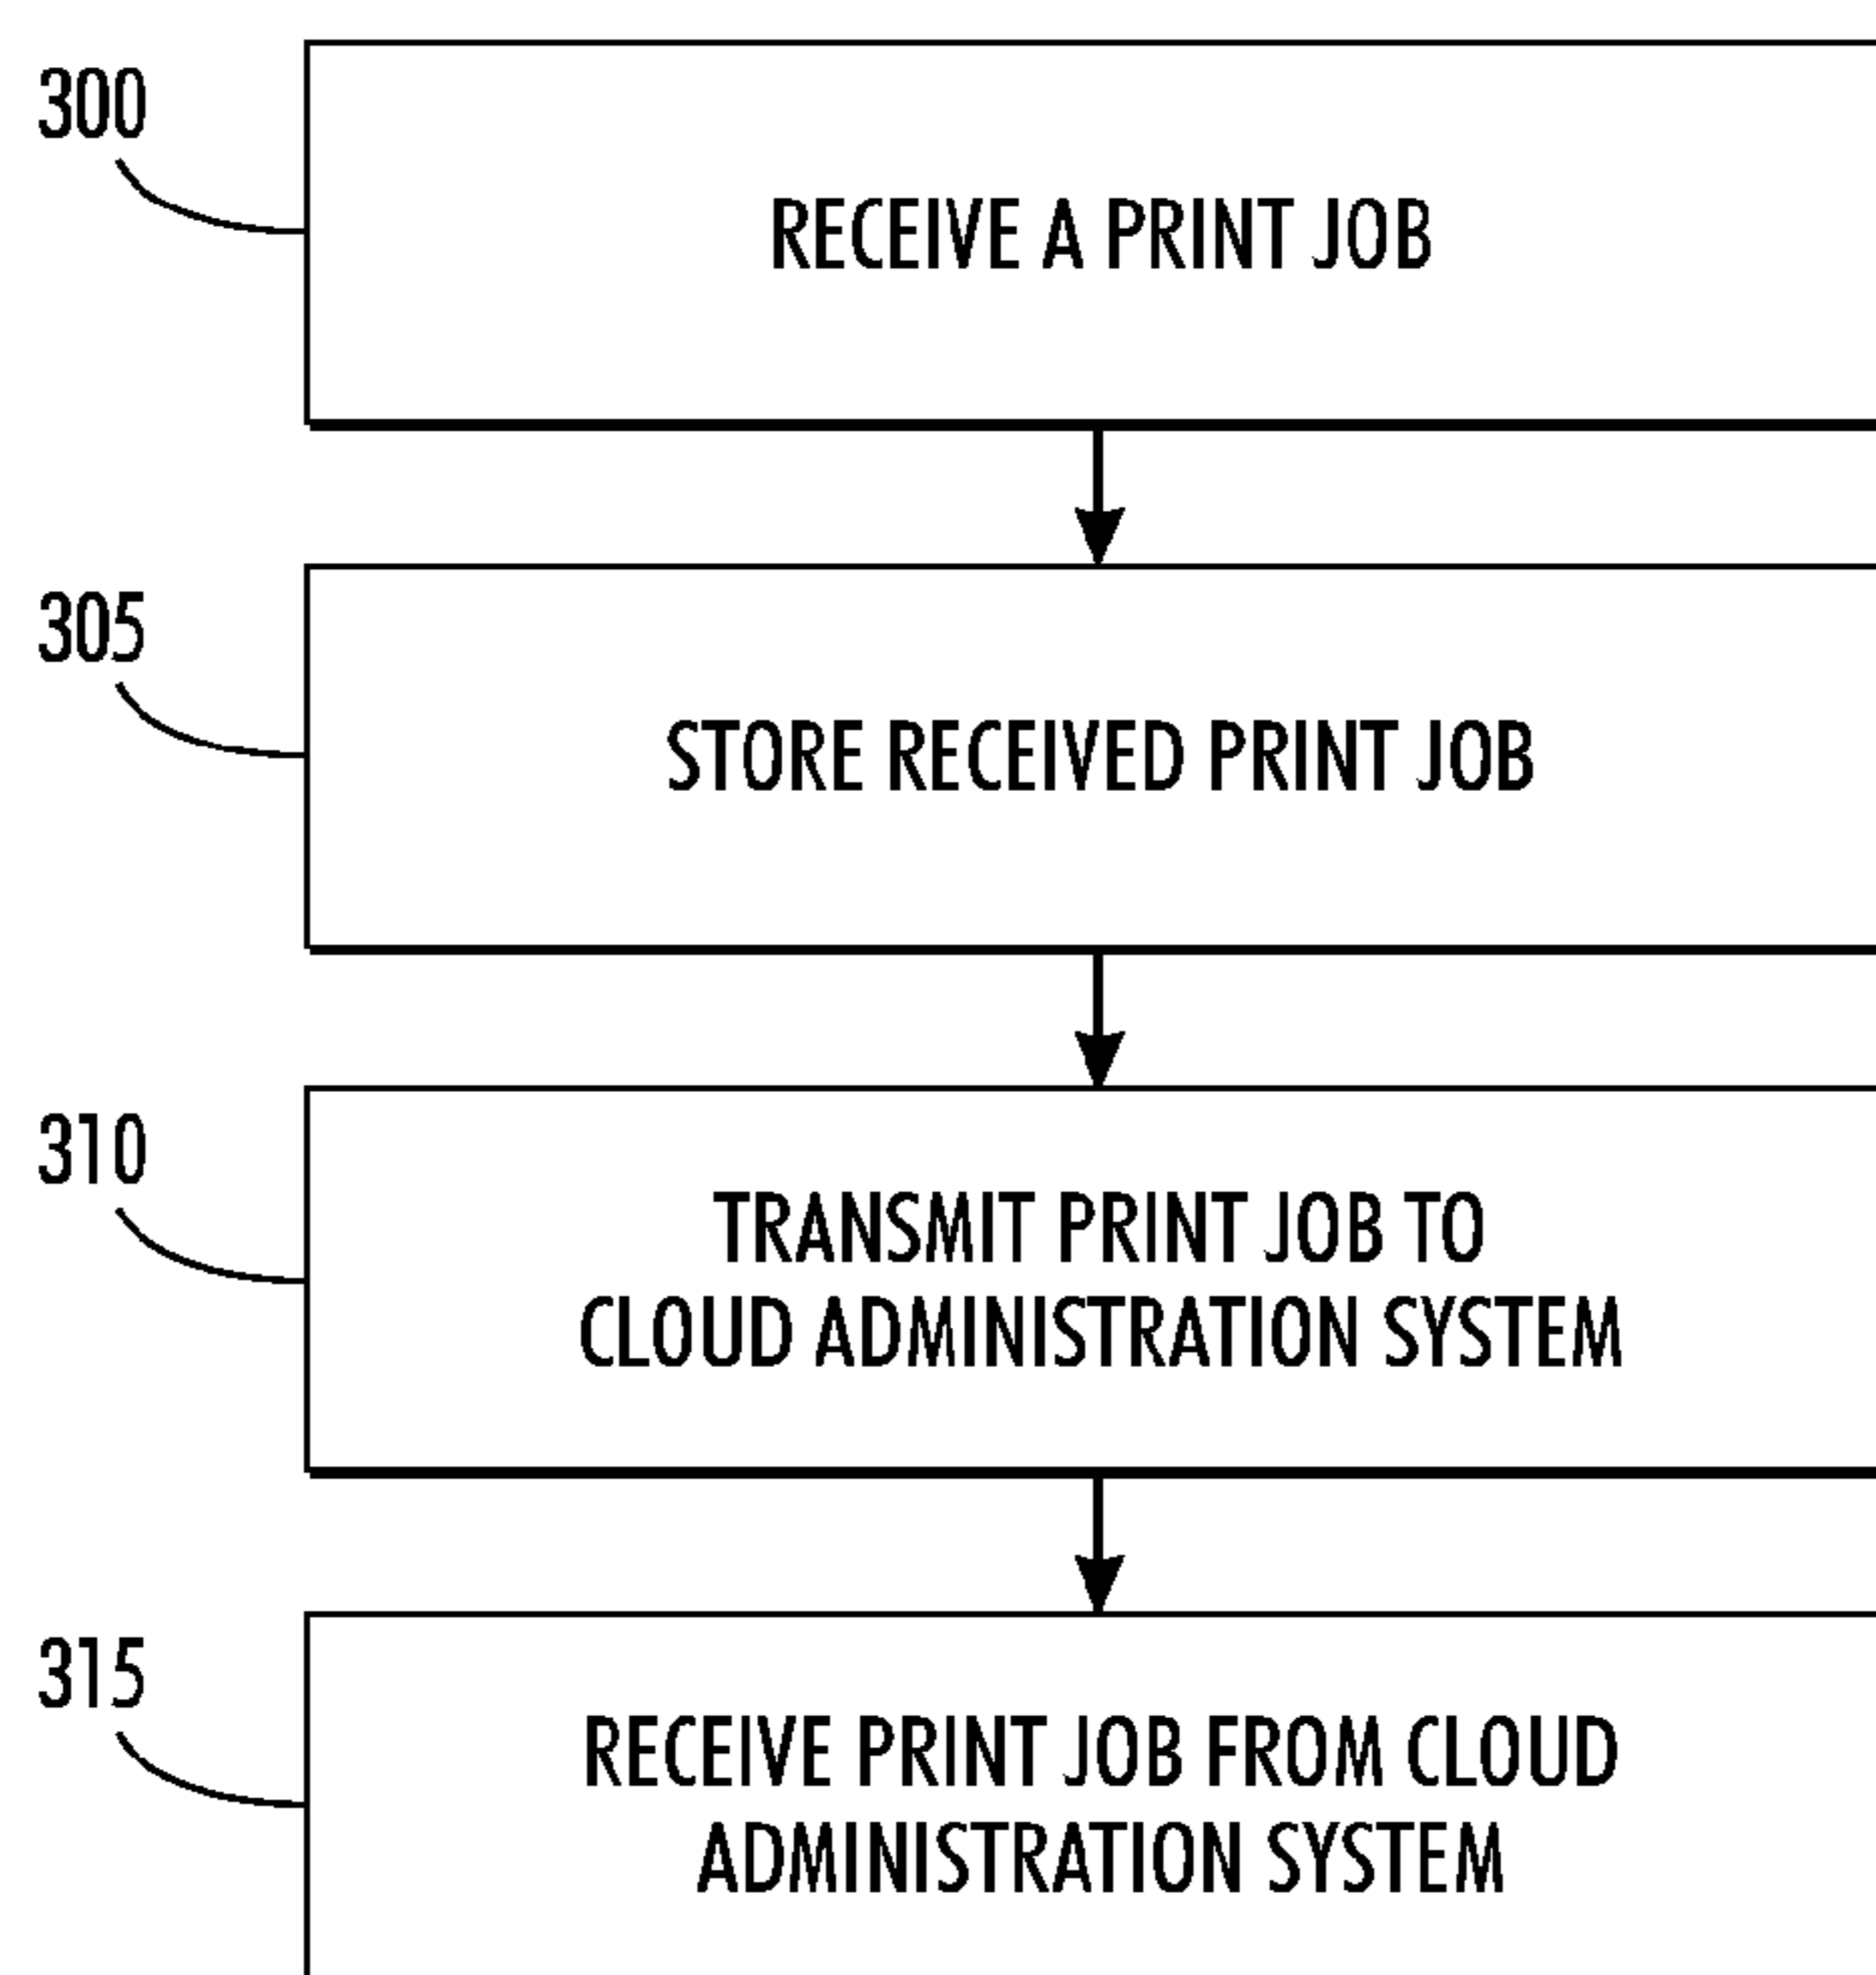 300
RECEIVE A PRINT JOB
305
STORE RECEIVED PRINT JOB
310
TRANSMIT PRINT JOB TO
CLOUD ADMINISTRATION SYSTEM
315
RECEIVE PRINT JOB FROM CLOUD
ADMINISTRATION SYSTEM